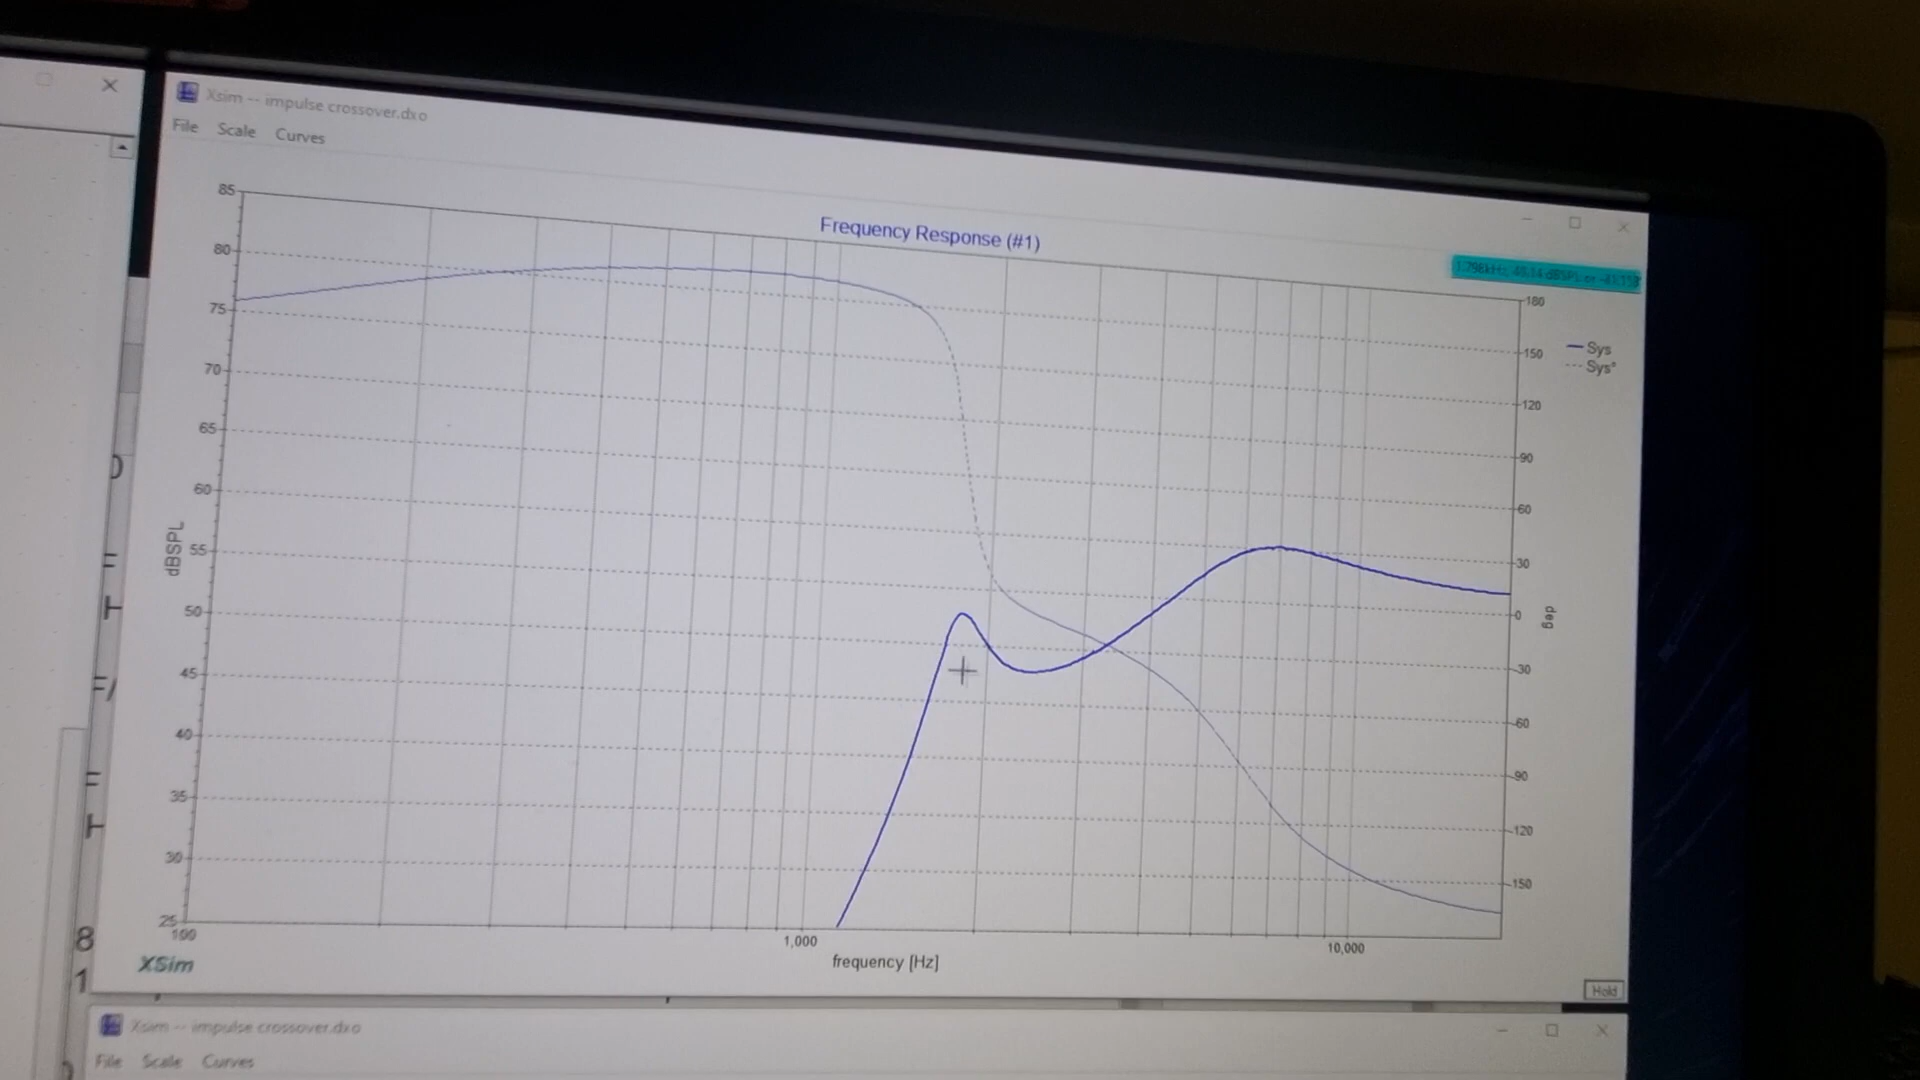 Xsim -- impulse crossover.dxo
File Scale Curves
Frequency Response (#1)
85
80
75
70
65
60
55
50
45
40
35
30
25
dBSPL
180
150
120
90
60
30
0
-30
-60
-90
-120
-150
deg
Sys
Sys°
100
1,000
10,000
frequency [Hz]
XSim
Hold
8
1
Xsim -- impulse crossover.dxo
File Scale Curves